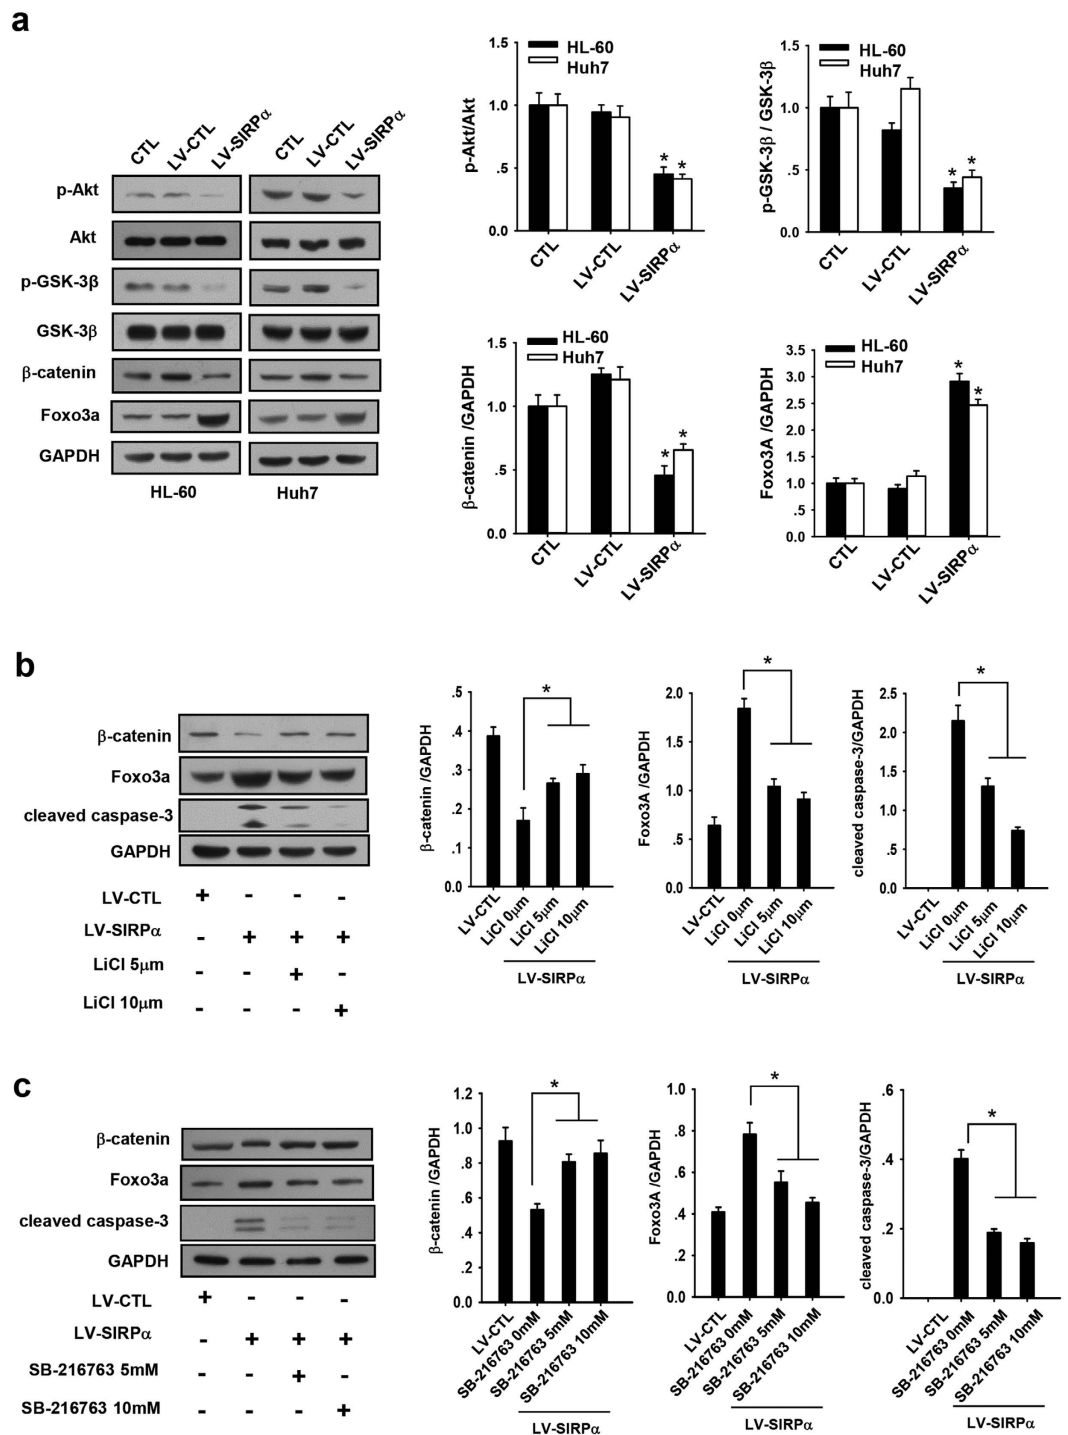 a
CTL
LV-CTL
LV-SIRPα
CTL
LV-CTL
LV-SIRPα
p-Akt
Akt
p-GSK-3β
GSK-3β
β-catenin
Foxo3a
GAPDH
HL-60
Huh7
p-Akt/Akt
1.5
1.0
.5
0.0
HL-60
Huh7
* *
CTL
LV-CTL
LV-SIRPα
p-GSK-3β / GSK-3β
1.5
1.0
.5
0.0
HL-60
Huh7
* *
CTL
LV-CTL
LV-SIRPα
β-catenin /GAPDH
1.5
1.0
.5
0.0
HL-60
Huh7
* *
CTL
LV-CTL
LV-SIRPα
Foxo3A /GAPDH
3.5
3.0
2.5
2.0
1.5
1.0
.5
0.0
HL-60
Huh7
* *
CTL
LV-CTL
LV-SIRPα
b
β-catenin
Foxo3a
cleaved caspase-3
GAPDH
LV-CTL + - - -
LV-SIRPα - + + +
LiCl 5μm - - + -
LiCl 10μm - - - +
β-catenin /GAPDH
.5
.4
.3
.2
.1
0.0
*
LV-CTL
LiCl 0μm
LiCl 5μm
LiCl 10μm
LV-SIRPα
Foxo3A /GAPDH
2.0
1.5
1.0
.5
0.0
*
LV-CTL
LiCl 0μm
LiCl 5μm
LiCl 10μm
LV-SIRPα
cleaved caspase-3/GAPDH
2.5
2.0
1.5
1.0
.5
0.0
*
LV-CTL
LiCl 0μm
LiCl 5μm
LiCl 10μm
LV-SIRPα
c
β-catenin
Foxo3a
cleaved caspase-3
GAPDH
LV-CTL + - - -
LV-SIRPα - + + +
SB-216763 5mM - - + -
SB-216763 10mM - - - +
β-catenin /GAPDH
1.2
1.0
.8
.6
.4
.2
0.0
*
LV-CTL
SB-216763 0mM
SB-216763 5mM
SB-216763 10mM
LV-SIRPα
Foxo3A /GAPDH
1.0
.8
.6
.4
.2
0.0
*
LV-CTL
SB-216763 0mM
SB-216763 5mM
SB-216763 10mM
LV-SIRPα
cleaved caspase-3/GAPDH
.6
.4
.2
0.0
*
LV-CTL
SB-216763 0mM
SB-216763 5mM
SB-216763 10mM
LV-SIRPα